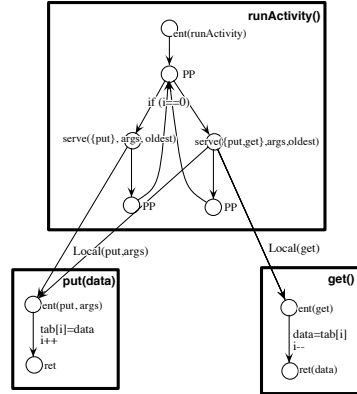 runActivity()
ent(runActivity)
PP
if (i==0)
serve({put}, args, oldest)
serve({put,get},args,oldest)
PP
PP
Local(put,args)
Local(get)
put(data)
get()
ent(put, args)
ent(get)
tab[i]=data
i++
data=tab[i]
i--
ret
ret(data)